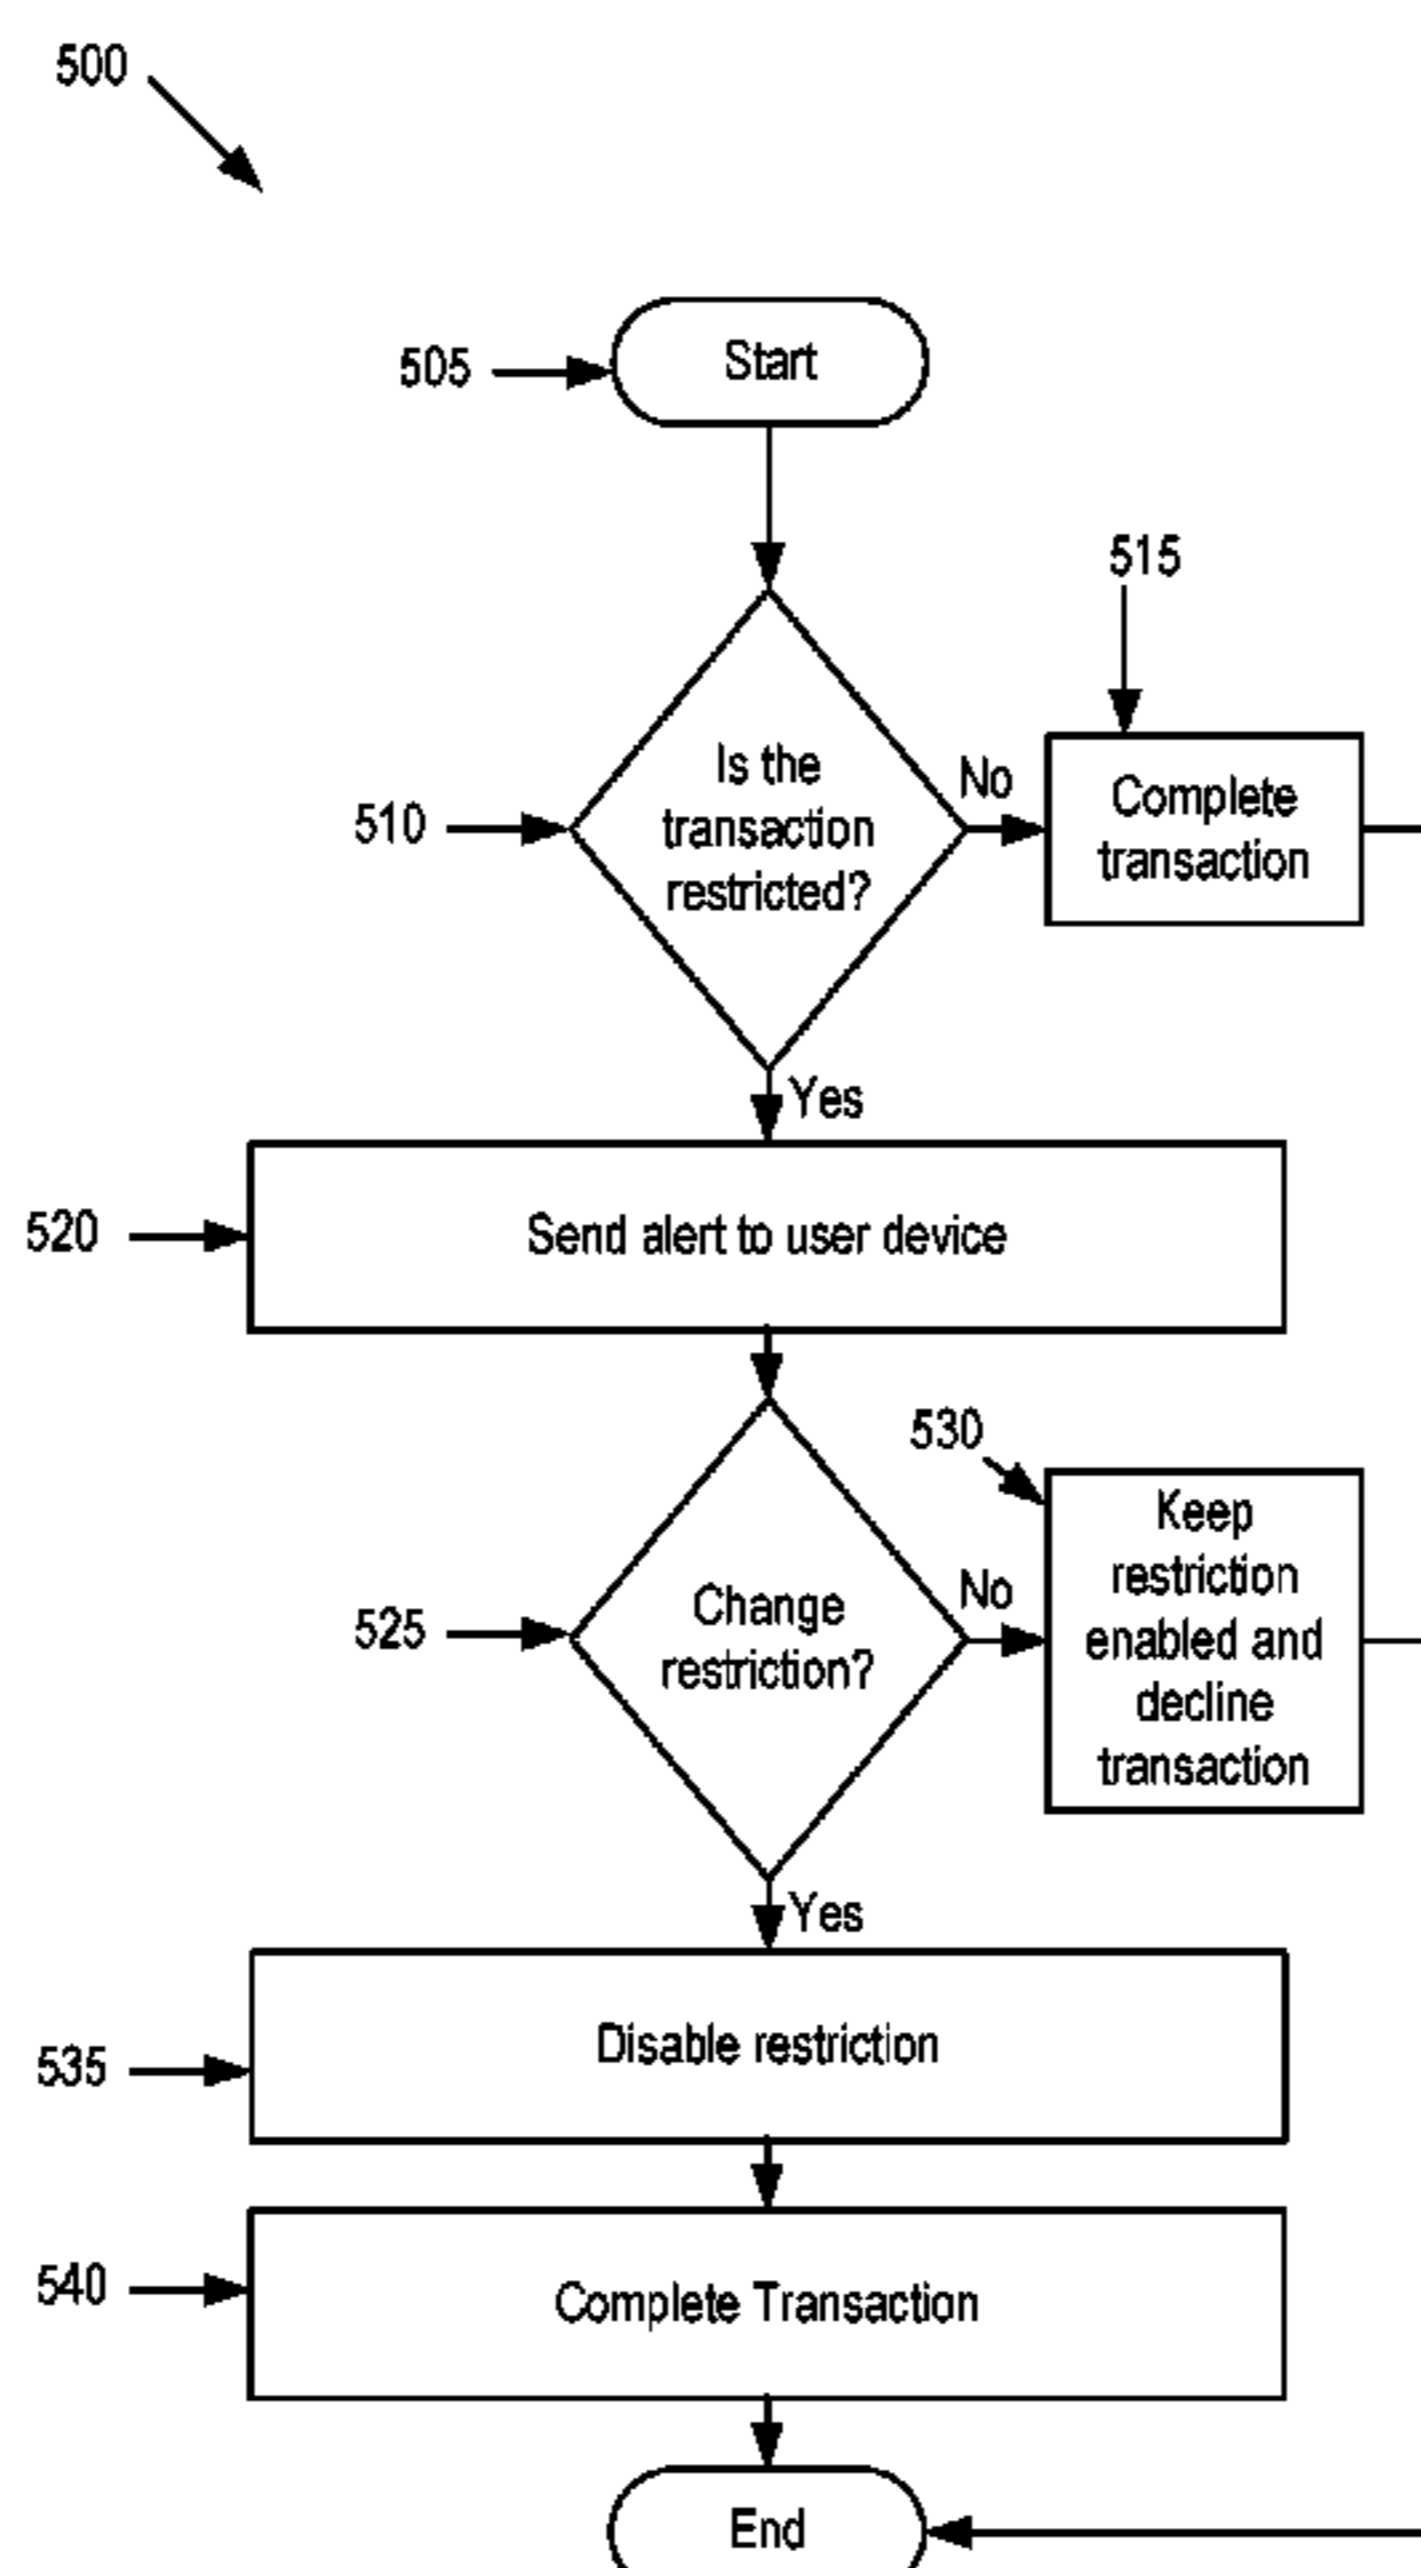 500
505
Start
515
Is the
transaction
restricted?
No
510
Complete
transaction
Yes
520
Send alert to user device
530
525
Change
restriction?
No
Keep
restriction
enabled and
decline
transaction
Yes
535
Disable restriction
540
Complete Transaction
End